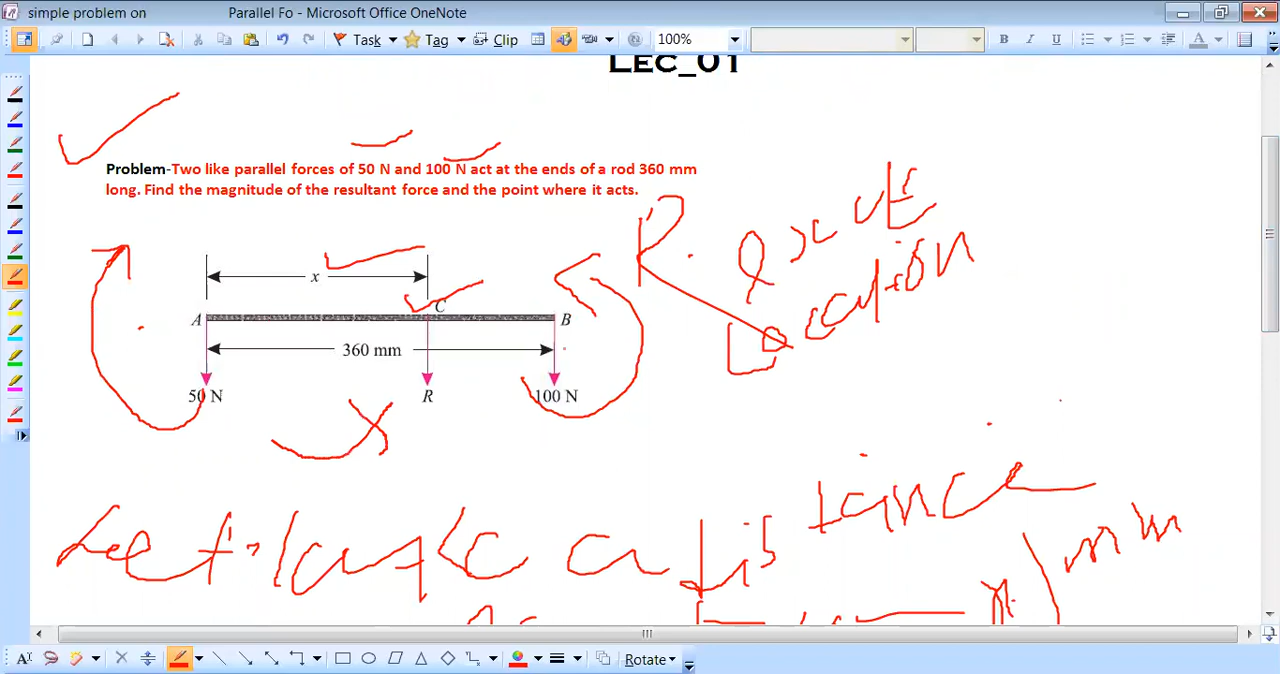 simple problem on Parallel Fo - Microsoft Office OneNote
Task Tag Clip 100% B I U A
LEC_01
Problem-Two like parallel forces of 50 N and 100 N act at the ends of a rod 360 mm
long. Find the magnitude of the resultant force and the point where it acts.
R.
Location
x
C
A B
360 mm
50 N R 100 N
distance
mm
A Rotate